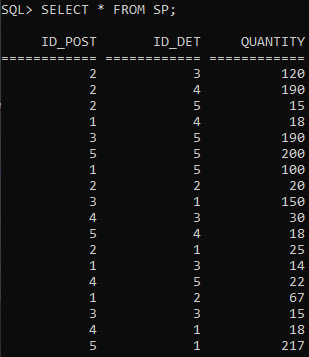 SQL> SELECT * FROM SP;
ID_POST ID_DET QUANTITY
============ ============ ============
2 3 120
2 4 190
2 5 15
1 4 18
3 5 190
5 5 200
1 5 100
2 2 20
3 1 150
4 3 30
5 4 18
2 1 25
1 3 14
4 5 22
1 2 67
3 3 15
4 1 18
5 1 217